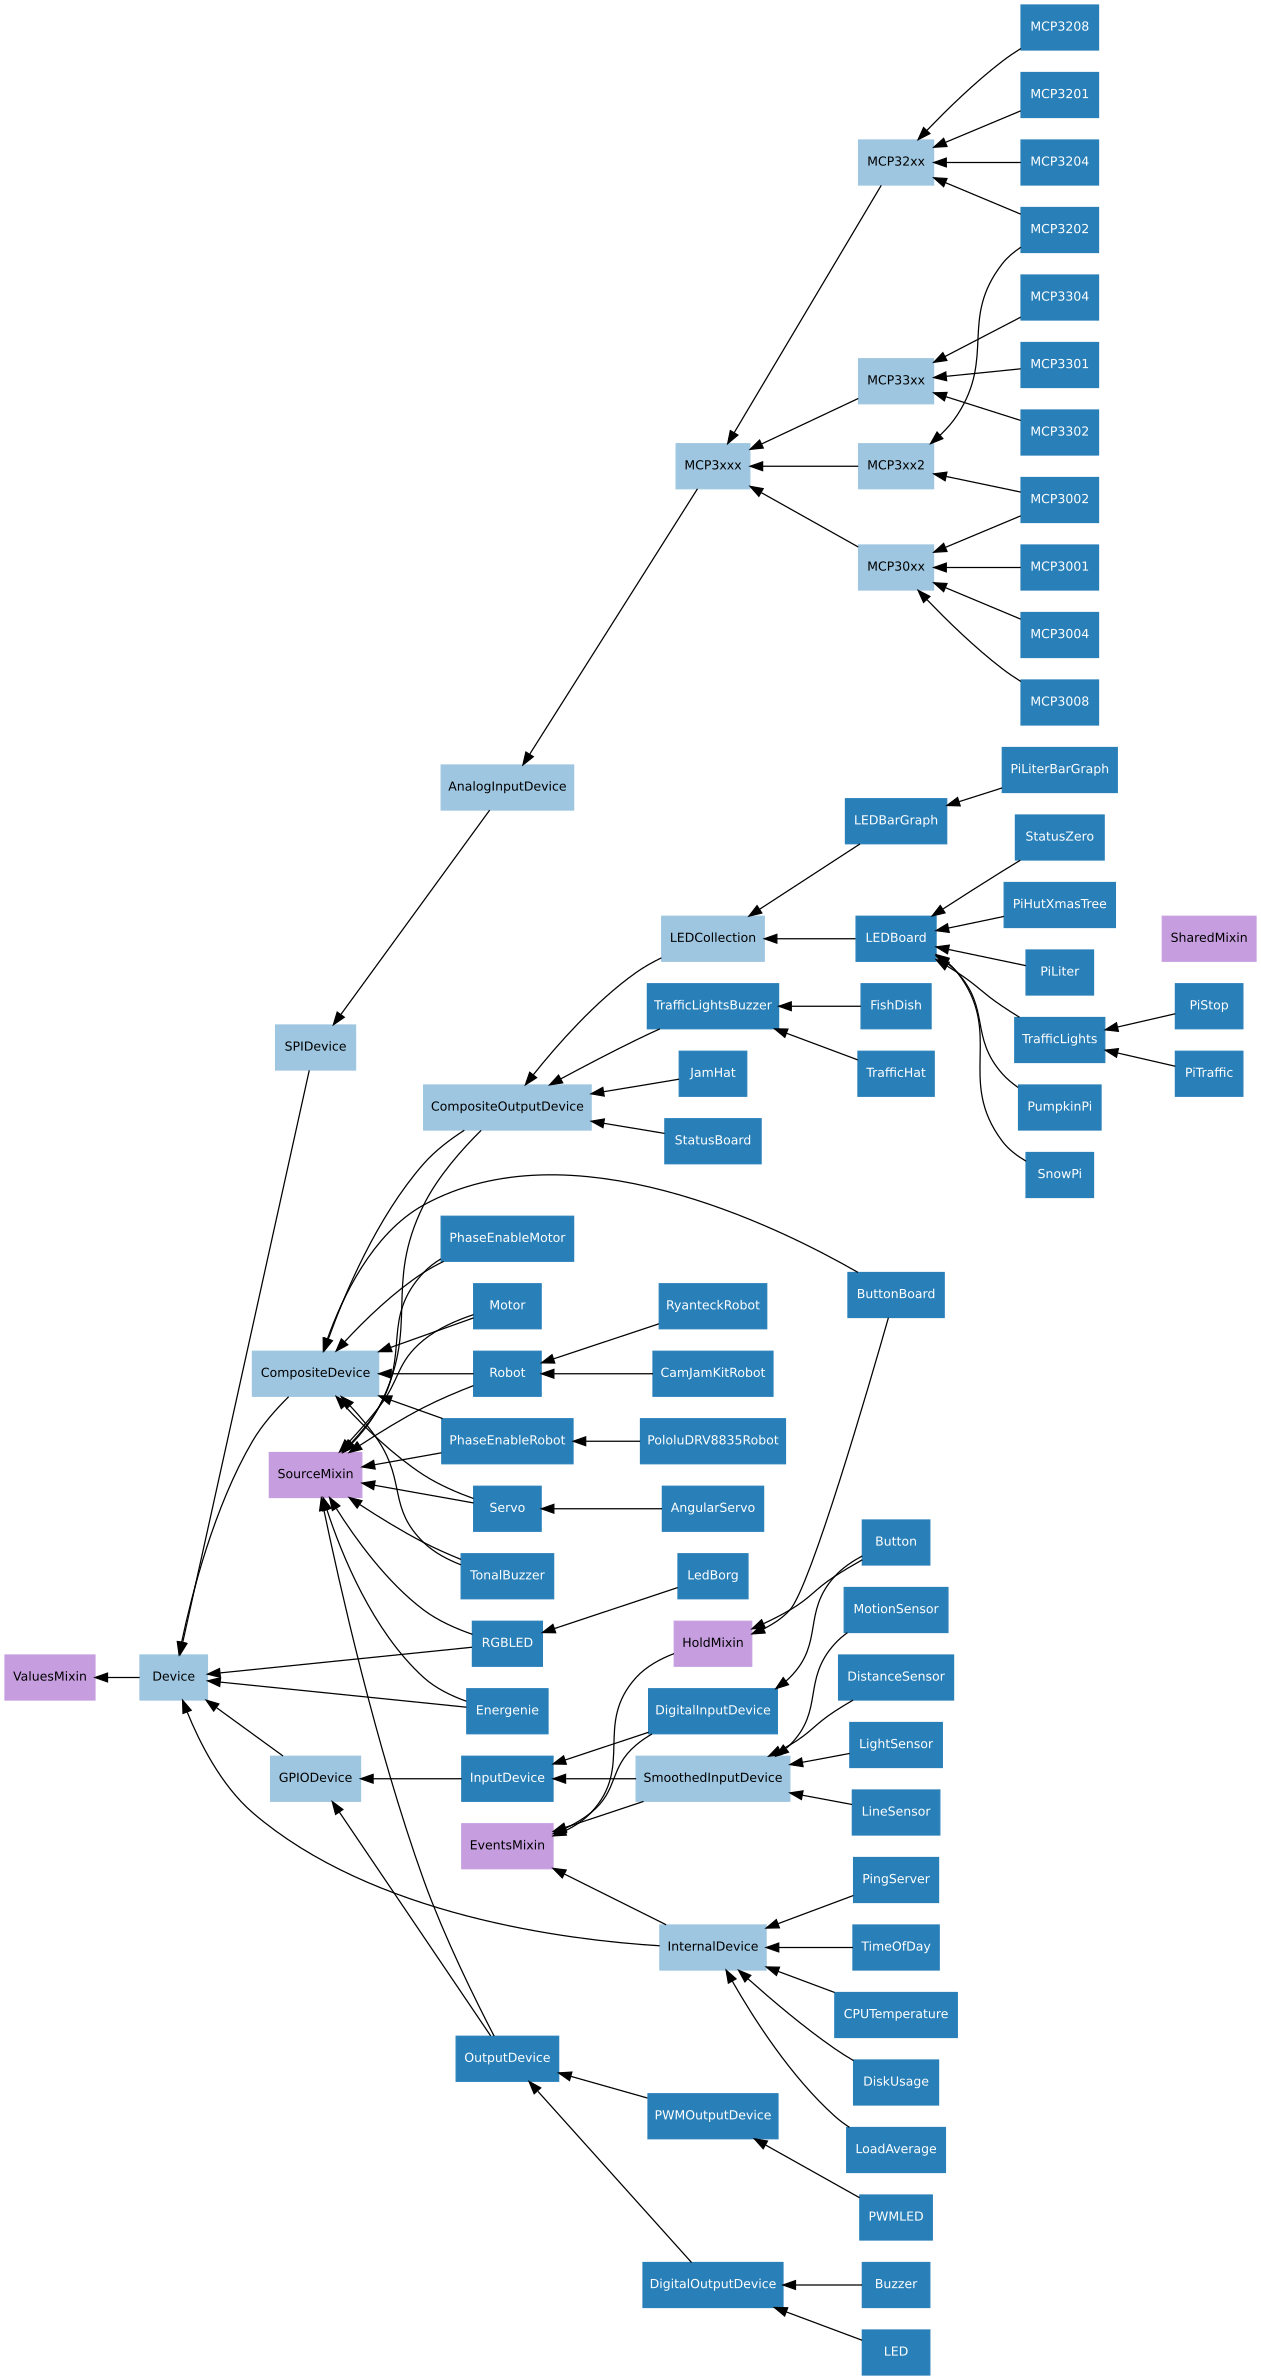 MCP3208
MCP3201
MCP32xx
MCP3204
MCP3202
MCP3304
MCP3301
MCP33xx
MCP3302
MCP3xxx
MCP3xx2
MCP3002
MCP30xx
MCP3001
MCP3004
MCP3008
PiLiterBarGraph
AnalogInputDevice
LEDBarGraph
StatusZero
PiHutXmasTree
LEDCollection
LEDBoard
SharedMixin
PiLiter
TrafficLightsBuzzer
FishDish
PiStop
TrafficLights
SPIDevice
JamHat
TrafficHat
PiTraffic
CompositeOutputDevice
PumpkinPi
StatusBoard
SnowPi
PhaseEnableMotor
ButtonBoard
Motor
RyanteckRobot
CompositeDevice
Robot
CamJamKitRobot
PhaseEnableRobot
PololuDRV8835Robot
SourceMixin
Servo
AngularServo
Button
TonalBuzzer
LedBorg
MotionSensor
RGBLED
HoldMixin
ValuesMixin
Device
DistanceSensor
Energenie
DigitalInputDevice
LightSensor
GPIODevice
InputDevice
SmoothedInputDevice
LineSensor
EventsMixin
PingServer
InternalDevice
TimeOfDay
CPUTemperature
OutputDevice
DiskUsage
PWMOutputDevice
LoadAverage
PWMLED
DigitalOutputDevice
Buzzer
LED